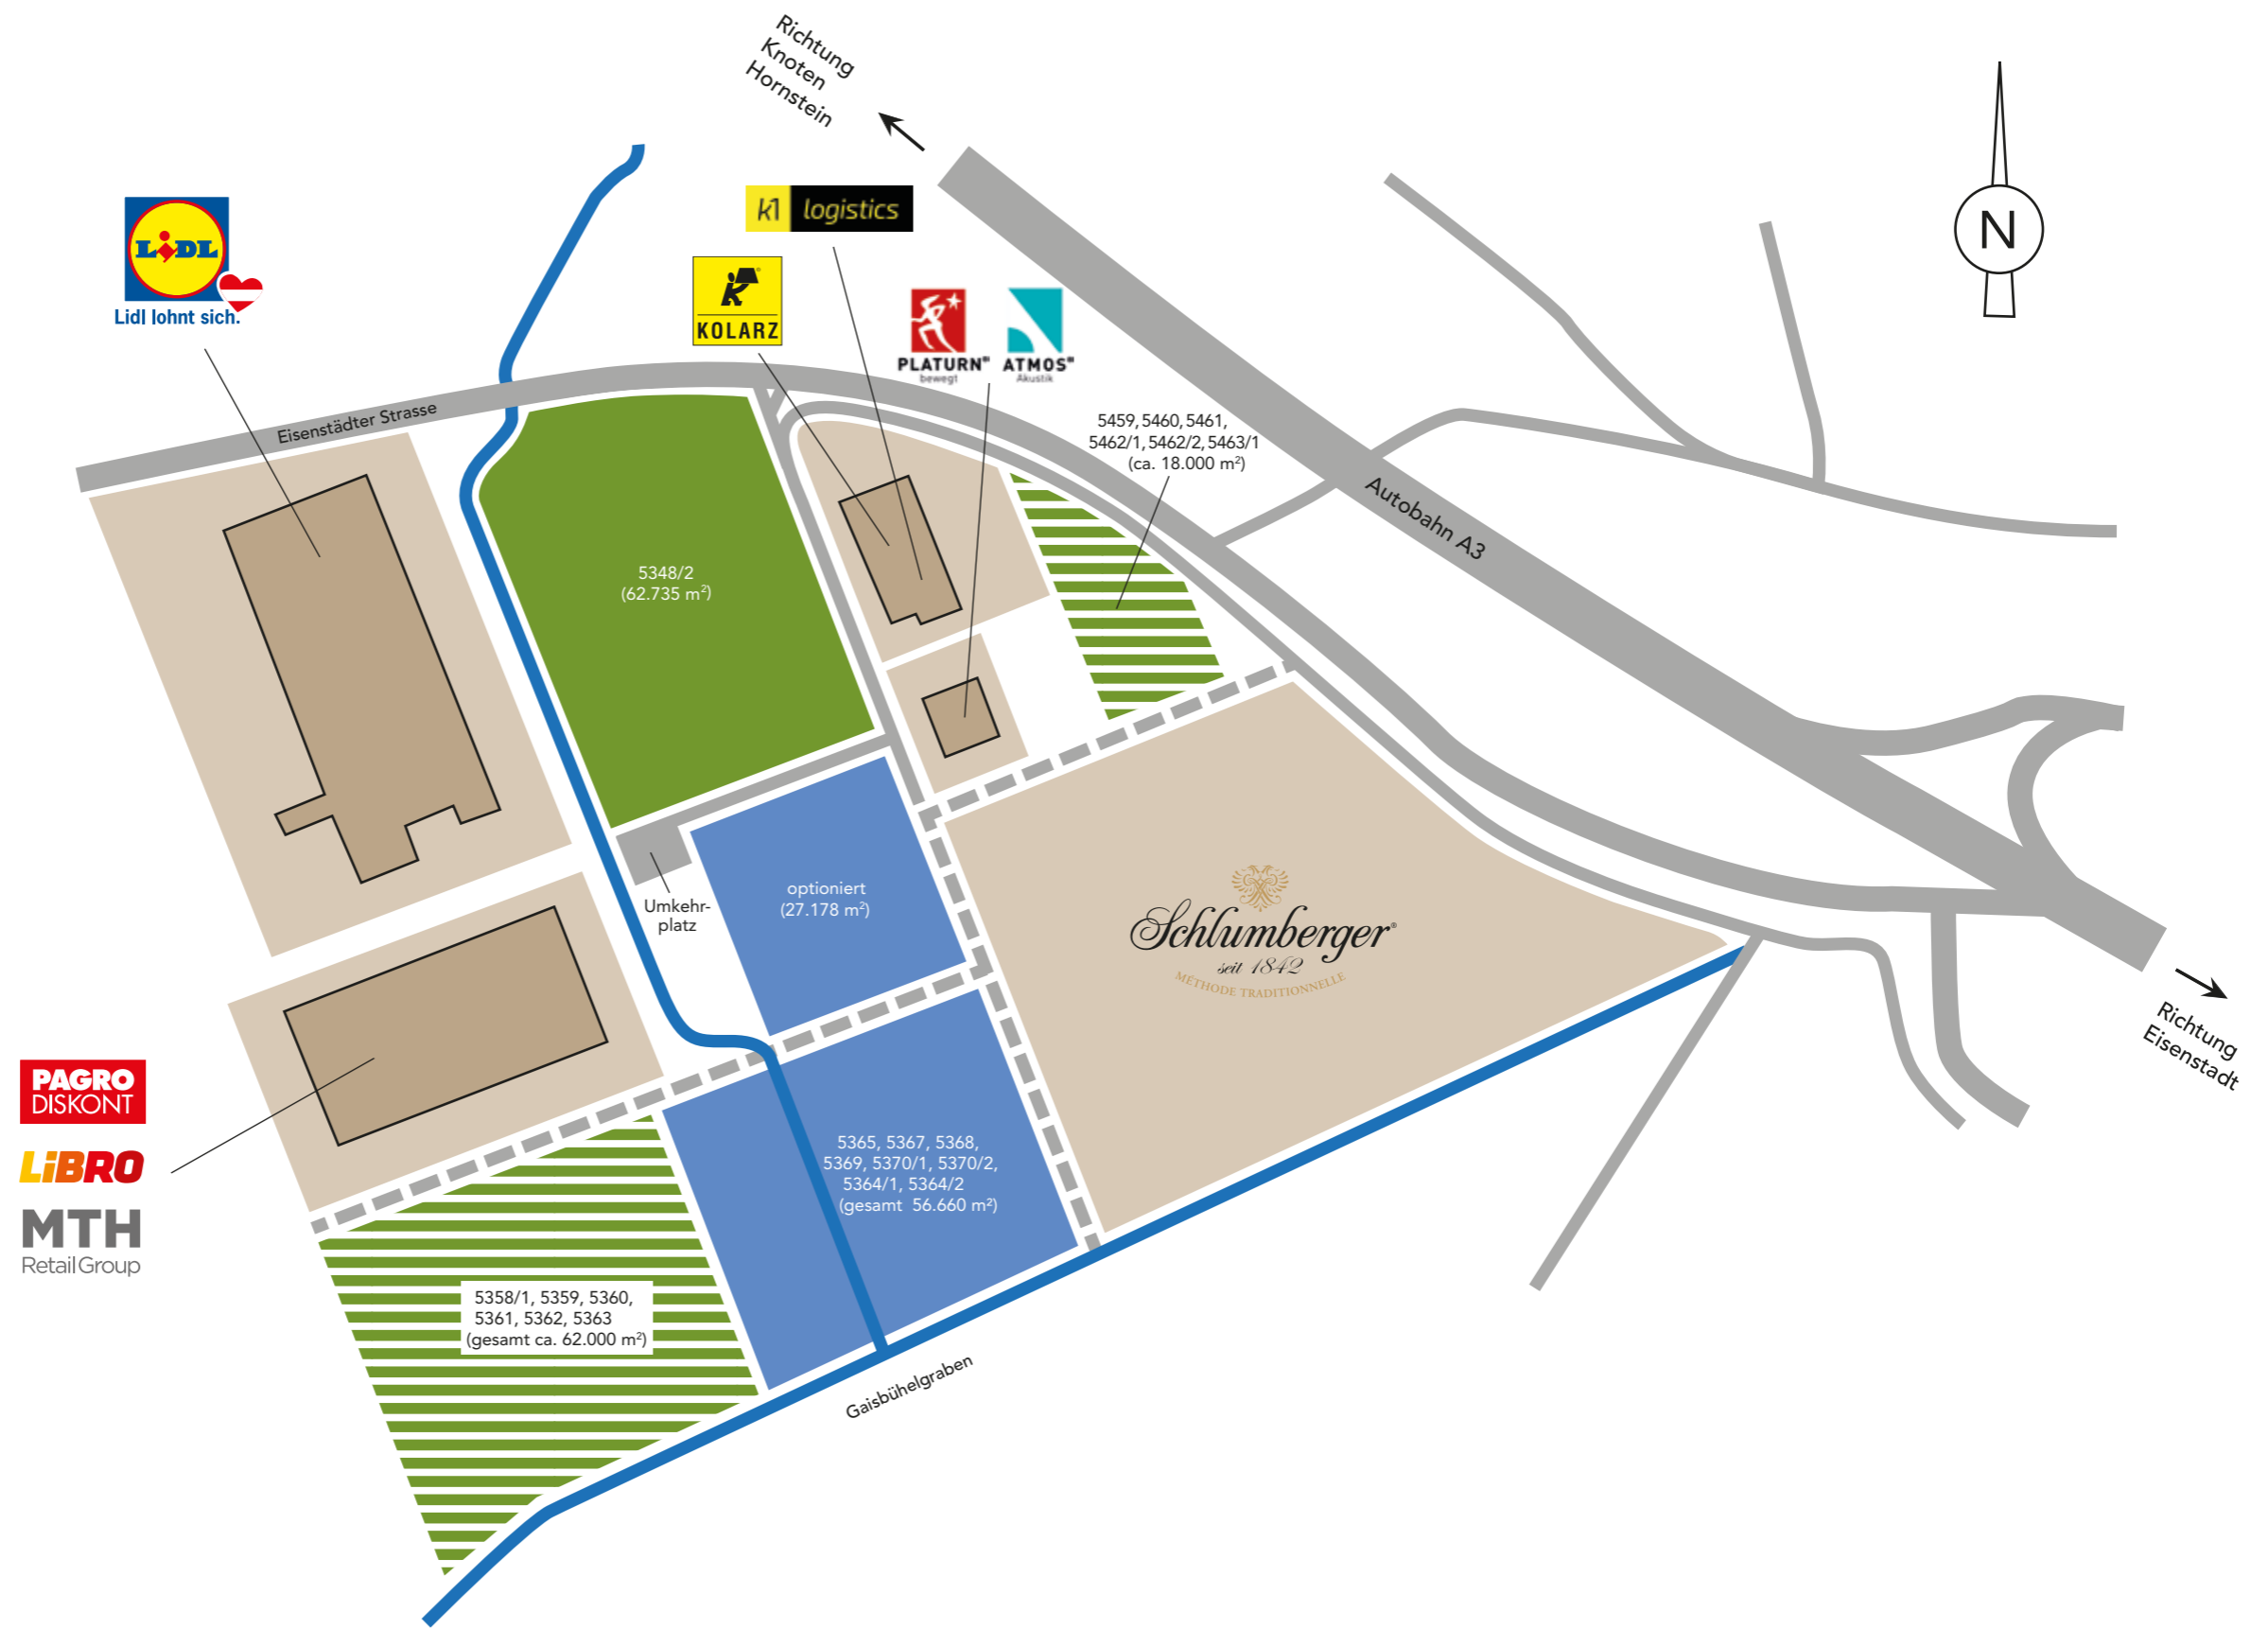 Richtung
Knoten
Hornstein
N
k1 logistics
LiDL
Lidl lohnt sich.
KOLARZ
PLATURN
bewegt
ATMOS
Akustik
Eisenstädter Strasse
5459, 5460, 5461,
5462/1, 5462/2, 5463/1
(ca. 18.000 m²)
Autobahn A3
5348/2
(62.735 m²)
optioniert
(27.178 m²)
Umkehr-
platz
Schlumberger®
seit 1842
MÉTHODE TRADITIONNELLE
Richtung
Eisenstadt
PAGRO
DISKONT
LiBRO
MTH
RetailGroup
5365, 5367, 5368,
5369, 5370/1, 5370/2,
5364/1, 5364/2
(gesamt 56.660 m²)
5358/1, 5359, 5360,
5361, 5362, 5363
(gesamt ca. 62.000 m²)
Gaisbühelgraben